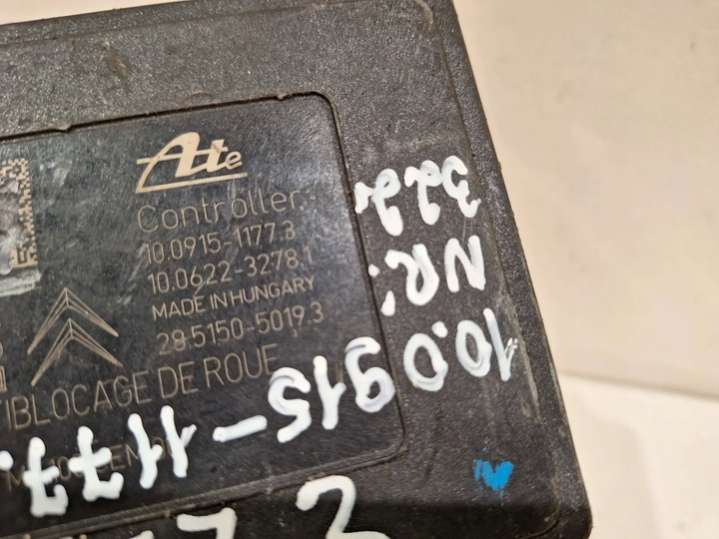 Ate
Controller
10.0915-1177.3
10.0622-3278.1
MADE IN HUNGARY
28.5150-5019.3
IBLOCAGE DE ROUE
322
NR:
10.0915-1177.